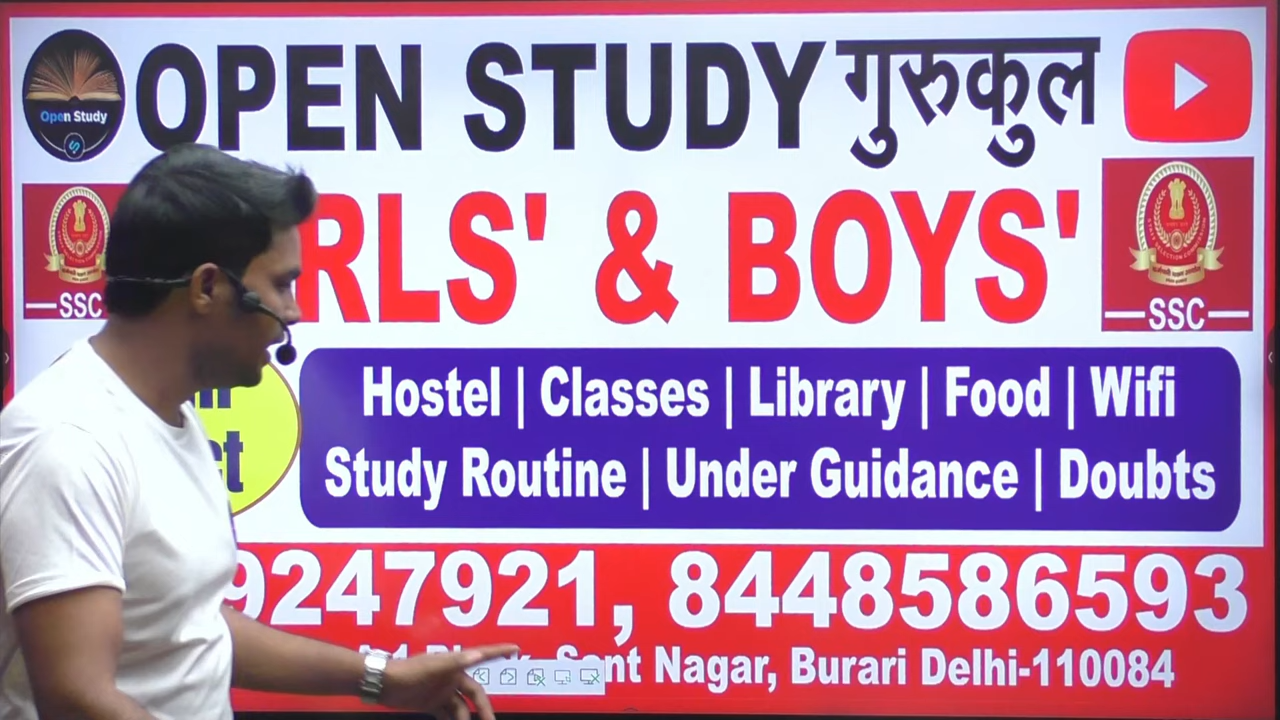 OPEN STUDY गुरुकुल
Open Study
RLS' & BOYS'
SSC
SSC
Hostel | Classes | Library | Food | Wifi
Study Routine | Under Guidance | Doubts
9247921, 8448586593
Nagar, Burari Delhi-110084